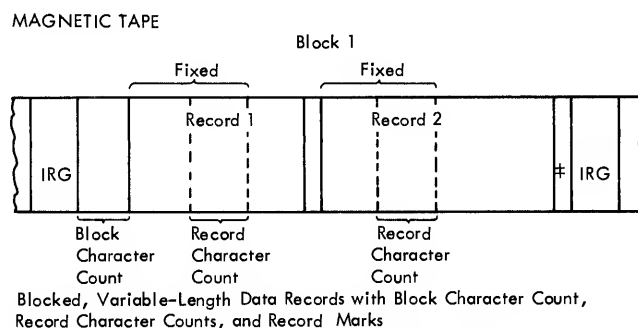 MAGNETIC TAPE
Block 1
Fixed Fixed
Record 1 Record 2
IRG ‡ IRG
Block Record Record
Character Character Character
Count Count Count
Blocked, Variable-Length Data Records with Block Character Count,
Record Character Counts, and Record Marks